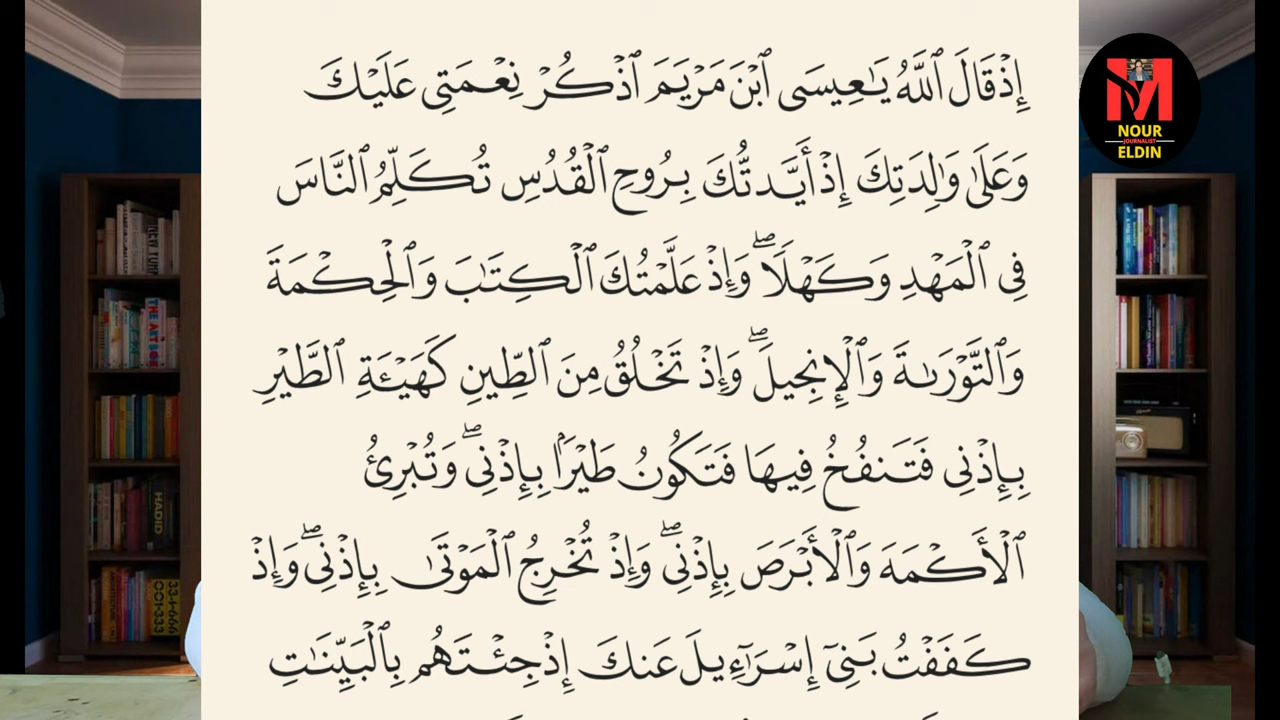 إِذْ قَالَ ٱللَّهُ يَـٰعِيسَى ٱبْنَ مَرْيَمَ ٱذْكُرْ نِعْمَتِى عَلَيْكَ
وَعَلَىٰ وَٰلِدَتِكَ إِذْ أَيَّدتُّكَ بِرُوحِ ٱلْقُدُسِ تُكَلِّمُ ٱلنَّاسَ
فِى ٱلْمَهْدِ وَكَهْلًا ۖ وَإِذْ عَلَّمْتُكَ ٱلْكِتَـٰبَ وَٱلْحِكْمَةَ
وَٱلتَّوْرَىٰةَ وَٱلْإِنجِيلَ ۖ وَإِذْ تَخْلُقُ مِنَ ٱلطِّينِ كَهَيْـَٔةِ ٱلطَّيْرِ
بِإِذْنِى فَتَنفُخُ فِيهَا فَتَكُونُ طَيْرًۢا بِإِذْنِى ۖ وَتُبْرِئُ
ٱلْأَكْمَهَ وَٱلْأَبْرَصَ بِإِذْنِى ۖ وَإِذْ تُخْرِجُ ٱلْمَوْتَىٰ بِإِذْنِى ۖ وَإِذْ
كَفَفْتُ بَنِىٓ إِسْرَٰٓءِيلَ عَنكَ إِذْ جِئْتَهُم بِٱلْبَيِّنَـٰتِ
M
NOUR
JOURNALIST
ELDIN
HADID